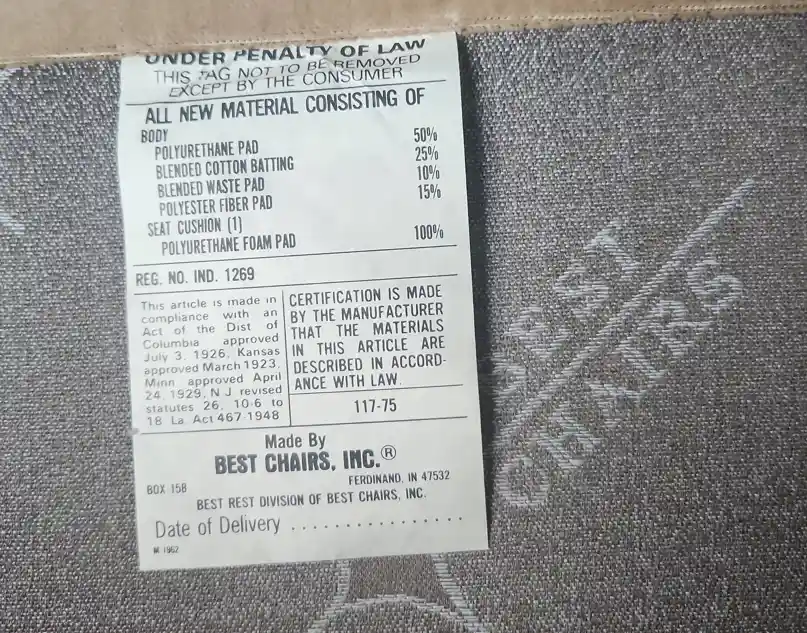 UNDER PENALTY OF LAW
THIS TAG NOT TO BE REMOVED
EXCEPT BY THE CONSUMER
ALL NEW MATERIAL CONSISTING OF
BODY
POLYURETHANE PAD 50%
BLENDED COTTON BATTING 25%
BLENDED WASTE PAD 10%
POLYESTER FIBER PAD 15%
SEAT CUSHION (1)
POLYURETHANE FOAM PAD 100%
REG. NO. IND. 1269
This article is made in
compliance with an
Act of the Dist of
Columbia approved
July 3. 1926, Kansas
approved March 1923,
Minn approved April
24, 1929, N J revised
statutes 26, 10-6 to
18 La. Act 467-1948
CERTIFICATION IS MADE
BY THE MANUFACTURER
THAT THE MATERIALS
IN THIS ARTICLE ARE
DESCRIBED IN ACCORD-
ANCE WITH LAW.
117-75
Made By
BEST CHAIRS, INC.®
FERDINAND, IN 47532
BOX 158
BEST REST DIVISION OF BEST CHAIRS, INC.
Date of Delivery ................
M 1962
BEST
CHAIRS